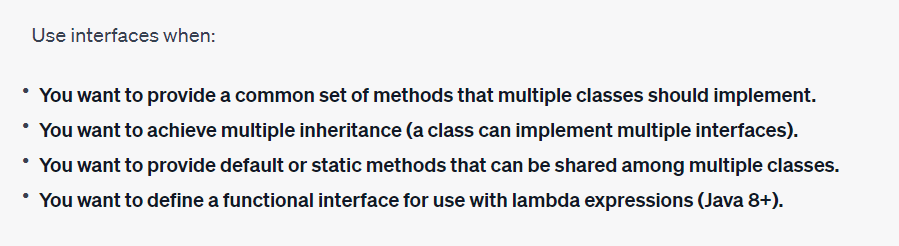 Use interfaces when:
• You want to provide a common set of methods that multiple classes should implement.
• You want to achieve multiple inheritance (a class can implement multiple interfaces).
• You want to provide default or static methods that can be shared among multiple classes.
• You want to define a functional interface for use with lambda expressions (Java 8+).